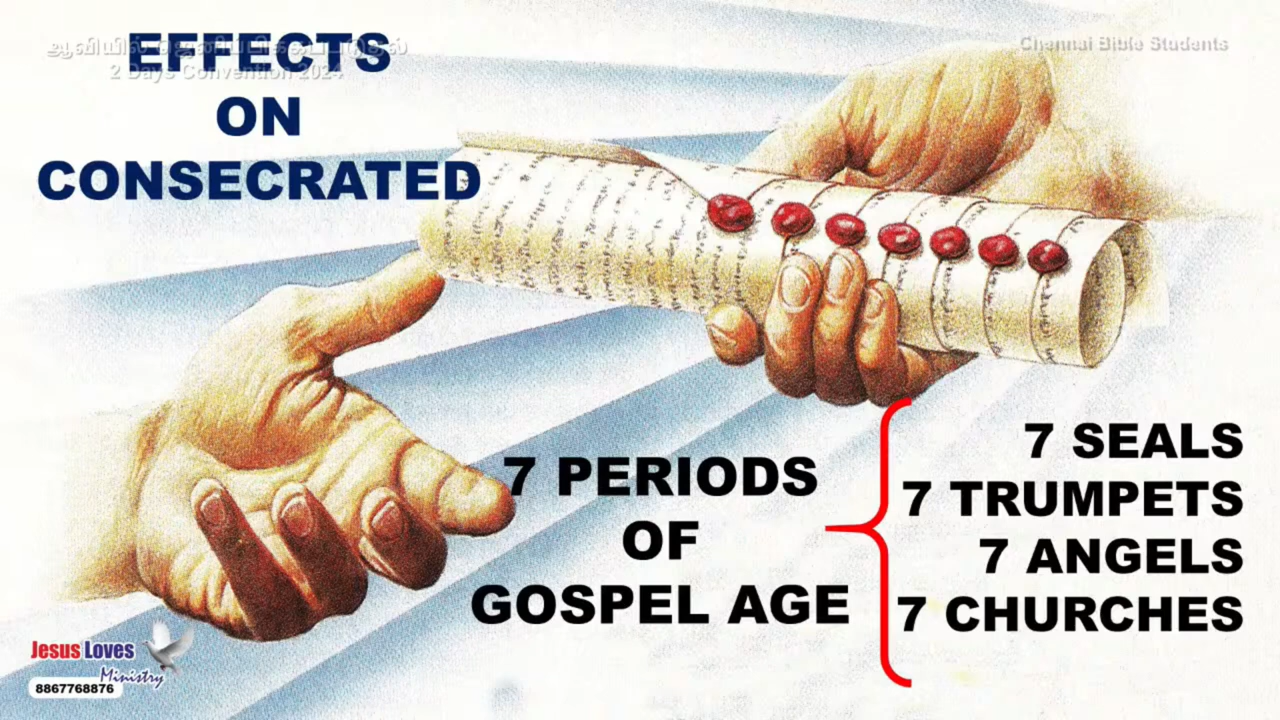 EFFECTS
ON
CONSECRATED
2 Days Convention 2024
Chennai Bible Students
7 PERIODS
OF
GOSPEL AGE
7 SEALS
7 TRUMPETS
7 ANGELS
7 CHURCHES
Jesus Loves
Ministry
8867768876